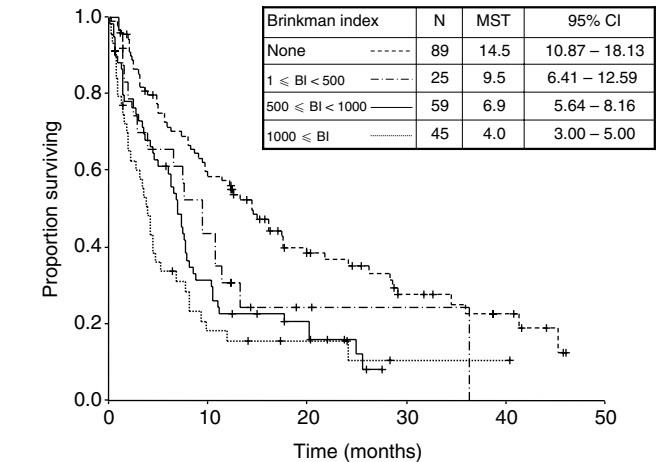 Brinkman index N MST 95% CI
None 89 14.5 10.87 – 18.13
1 ⩽ BI < 500 25 9.5 6.41 – 12.59
500 ⩽ BI < 1000 59 6.9 5.64 – 8.16
1000 ⩽ BI 45 4.0 3.00 – 5.00
Proportion surviving
1.0
0.8
0.6
0.4
0.2
0.0
0 10 20 30 40 50
Time (months)